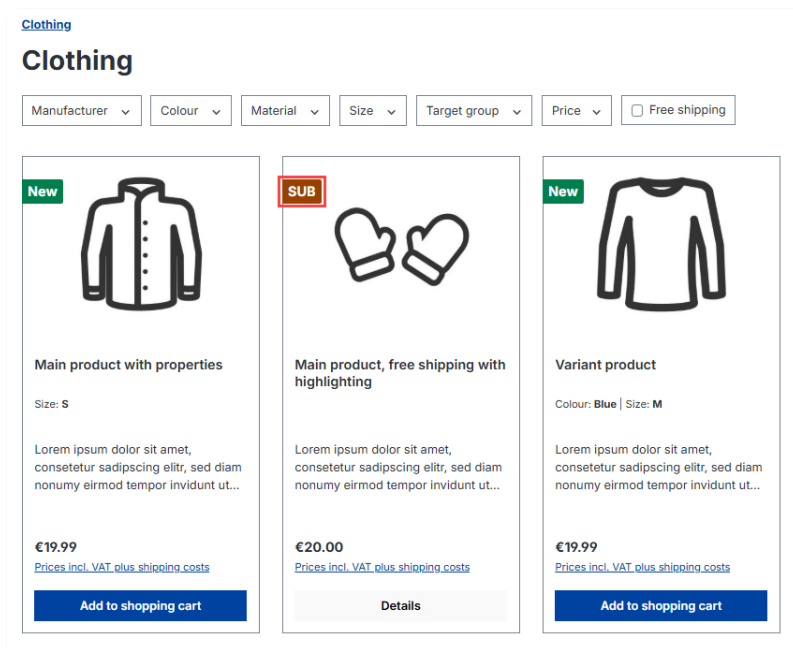 Clothing
Clothing
Manufacturer
Colour
Material
Size
Target group
Price
Free shipping
New
SUB
New
Main product with properties
Main product, free shipping with
highlighting
Variant product
Size: S
Colour: Blue | Size: M
Lorem ipsum dolor sit amet,
consetetur sadipscing elitr, sed diam
nonumy eirmod tempor invidunt ut...
Lorem ipsum dolor sit amet,
consetetur sadipscing elitr, sed diam
nonumy eirmod tempor invidunt ut...
Lorem ipsum dolor sit amet,
consetetur sadipscing elitr, sed diam
nonumy eirmod tempor invidunt ut...
€19.99
€20.00
€19.99
Prices incl. VAT plus shipping costs
Prices incl. VAT plus shipping costs
Prices incl. VAT plus shipping costs
Add to shopping cart
Details
Add to shopping cart